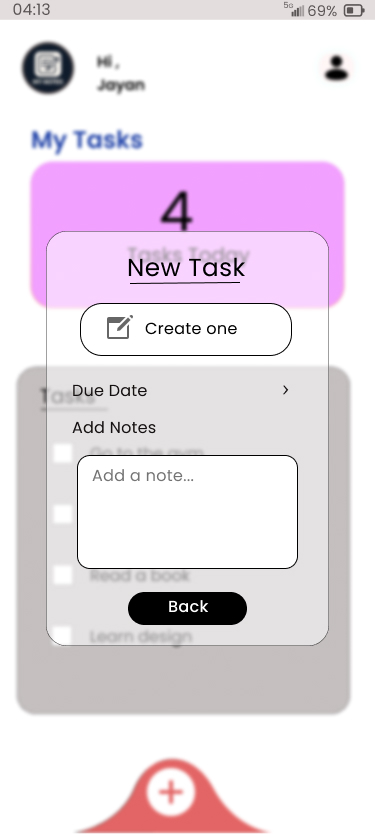 04:13
5G 69%
Hi ,
Jayan
My Tasks
4
Tasks Today
New Task
Create one
Due Date
Tasks
Add Notes
Go to the gym
Add a note...
Read a book
Back
Learn design